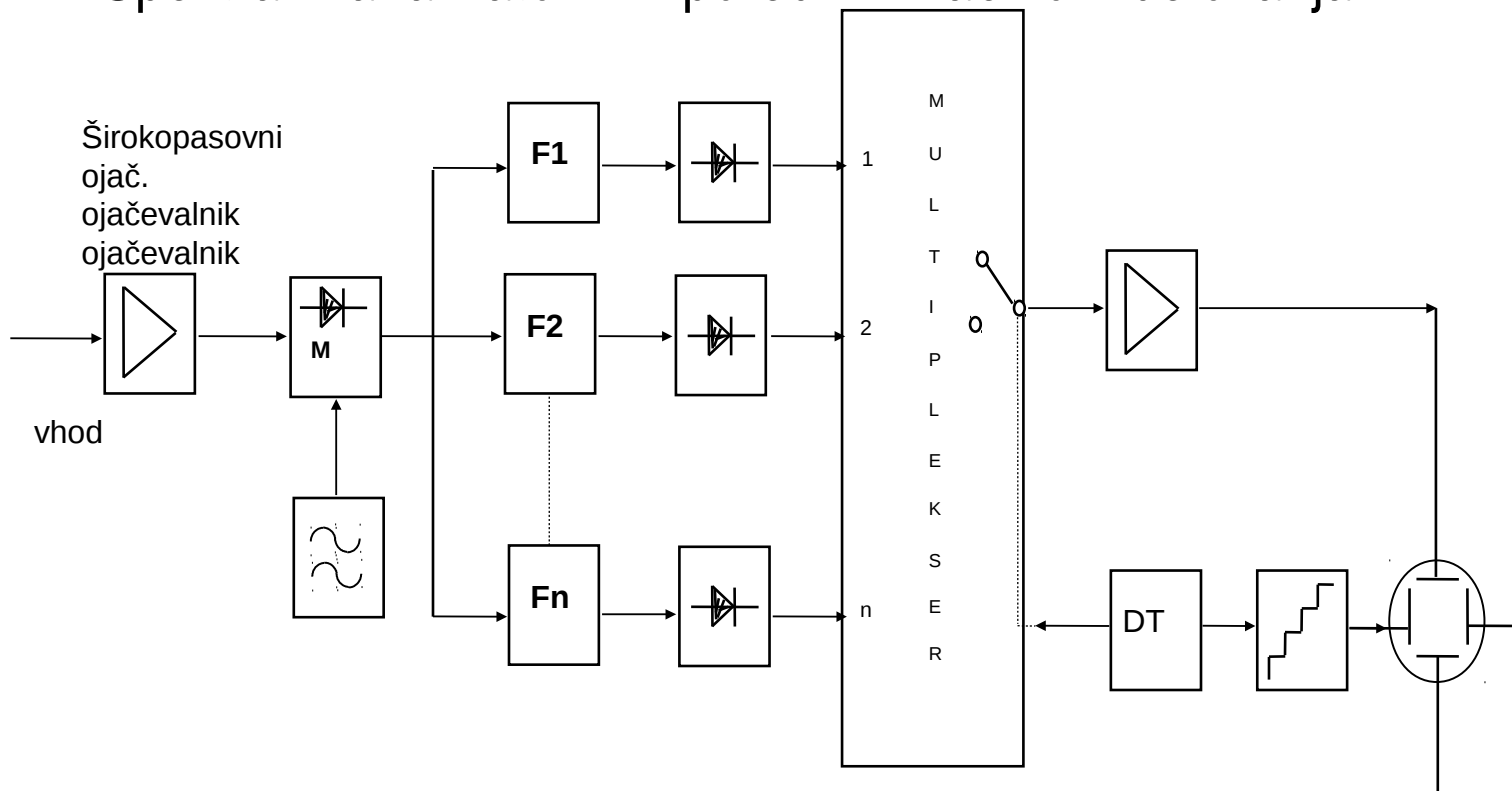 Širokopasovni
ojač.
ojačevalnik
ojačevalnik
vhod
M
F1
F2
Fn
1
2
n
M
U
L
T
I
P
L
E
K
S
E
R
DT